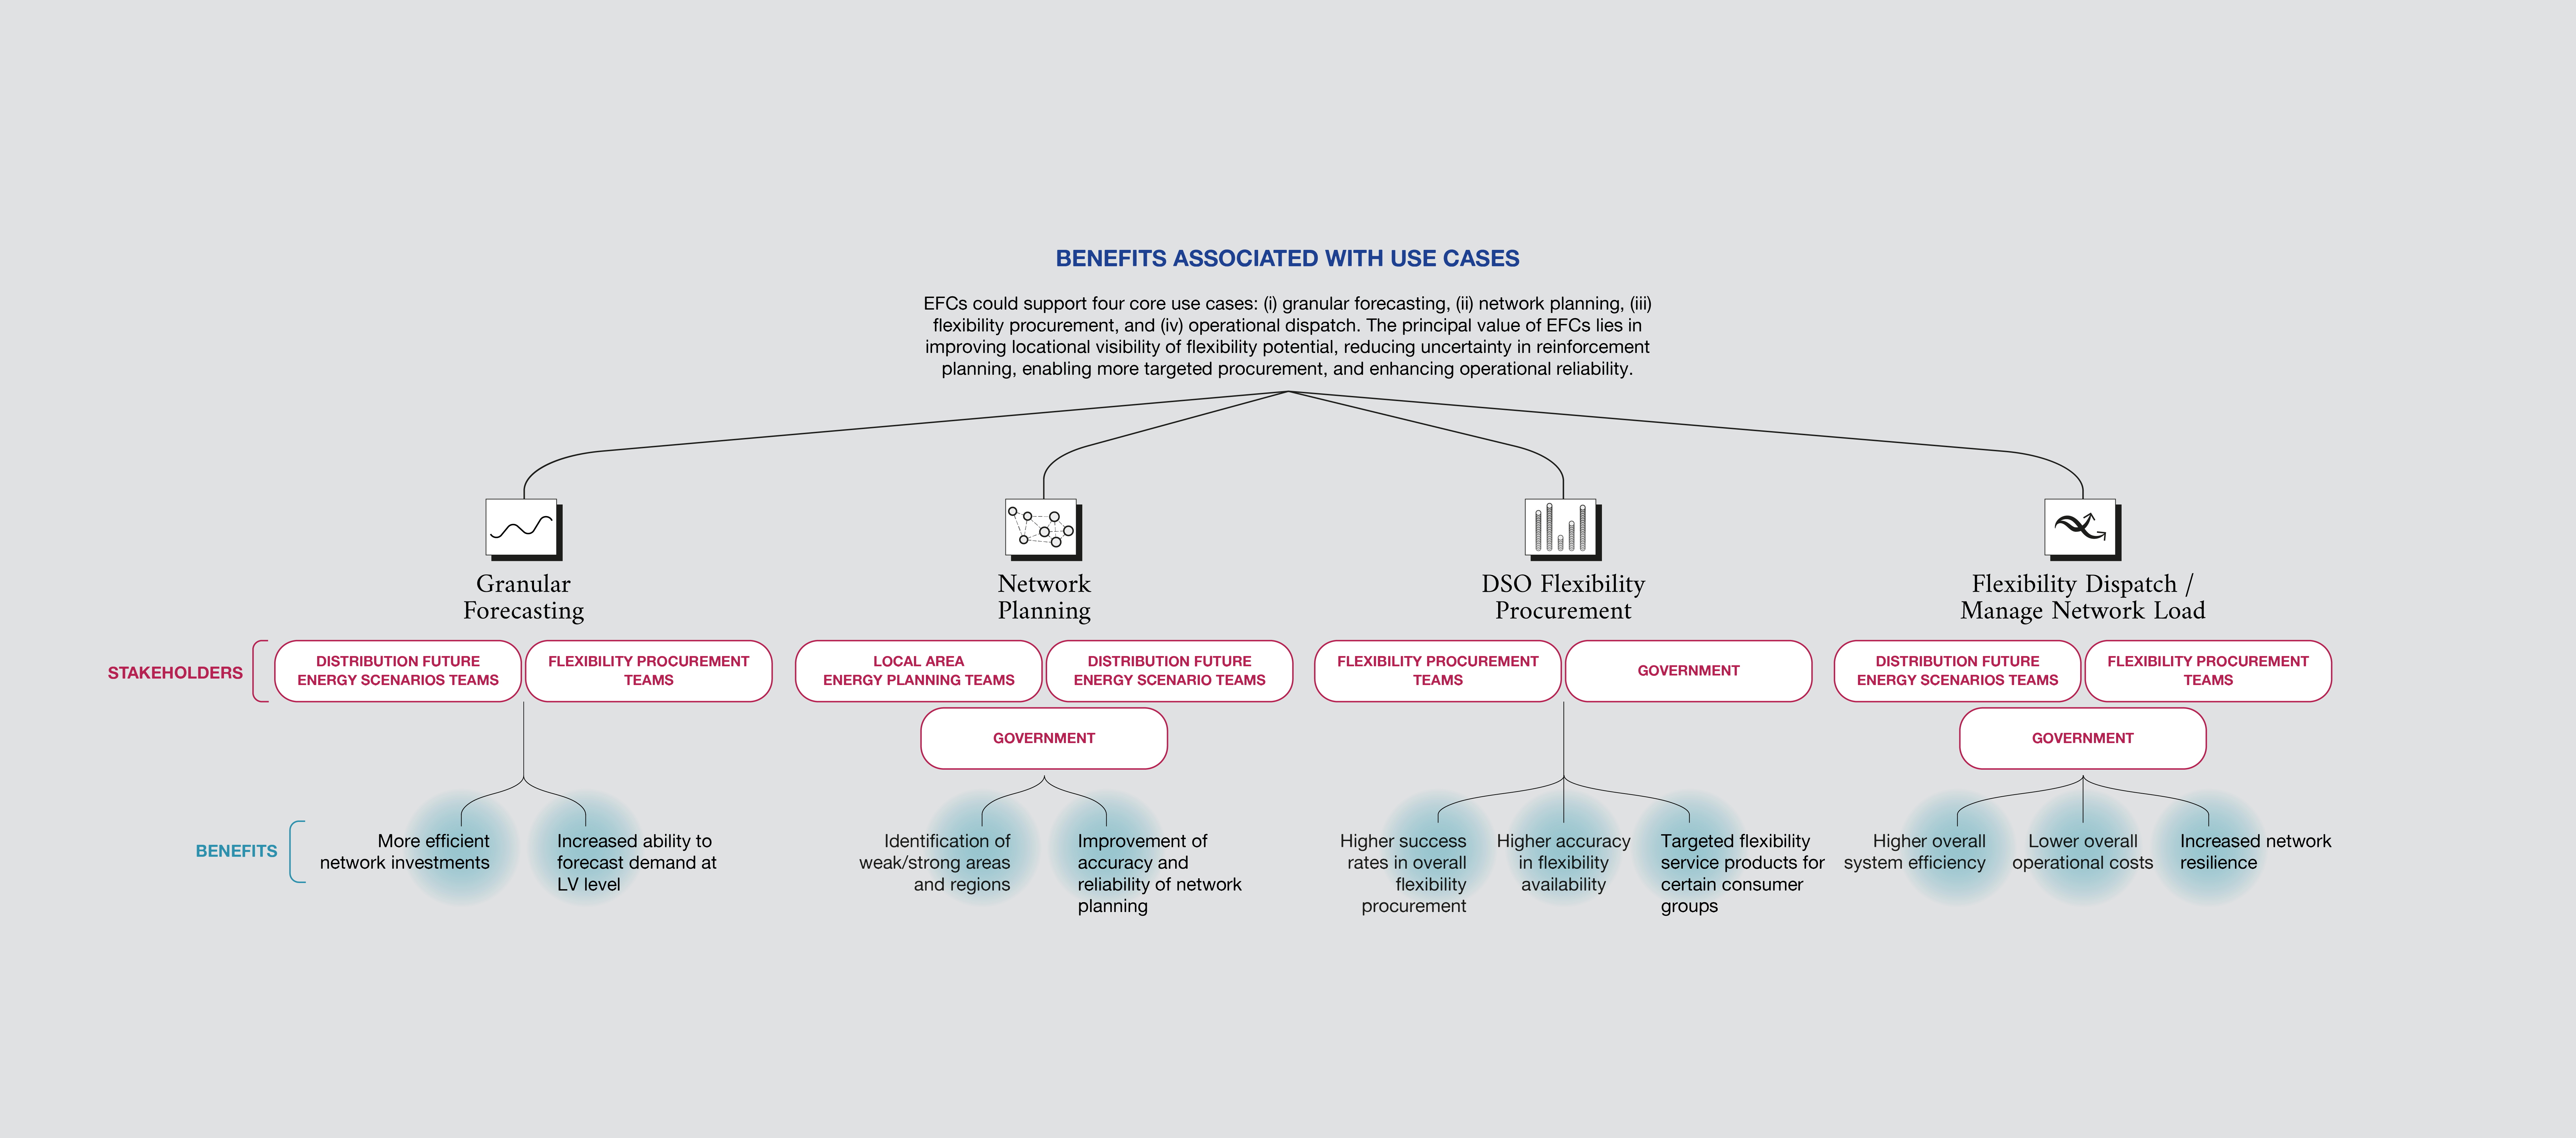 BENEFITS ASSOCIATED WITH USE CASES
EFCs could support four core use cases: (i) granular forecasting, (ii) network planning, (iii)
flexibility procurement, and (iv) operational dispatch. The principal value of EFCs lies in
improving locational visibility of flexibility potential, reducing uncertainty in reinforcement
planning, enabling more targeted procurement, and enhancing operational reliability.
Granular
Forecasting
Network
Planning
DSO Flexibility
Procurement
Flexibility Dispatch /
Manage Network Load
STAKEHOLDERS
DISTRIBUTION FUTURE
ENERGY SCENARIOS TEAMS
FLEXIBILITY PROCUREMENT
TEAMS
LOCAL AREA
ENERGY PLANNING TEAMS
DISTRIBUTION FUTURE
ENERGY SCENARIO TEAMS
GOVERNMENT
FLEXIBILITY PROCUREMENT
TEAMS
GOVERNMENT
DISTRIBUTION FUTURE
ENERGY SCENARIOS TEAMS
FLEXIBILITY PROCUREMENT
TEAMS
GOVERNMENT
BENEFITS
More efficient
network investments
Increased ability to
forecast demand at
LV level
Identification of
weak/strong areas
and regions
Improvement of
accuracy and
reliability of network
planning
Higher success
rates in overall
flexibility
procurement
Higher accuracy
in flexibility
availability
Targeted flexibility
service products for
certain consumer
groups
Higher overall
system efficiency
Lower overall
operational costs
Increased network
resilience